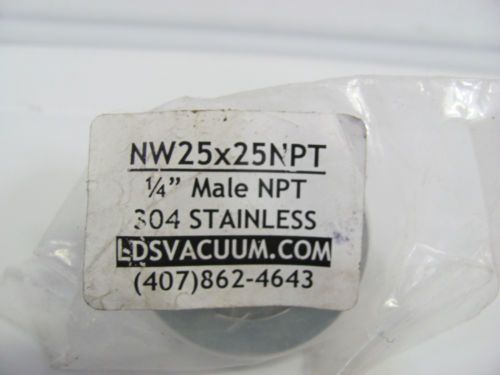 NW25x25NPT
¼” Male NPT
304 STAINLESS
LDSVACUUM.COM
(407)862-4643